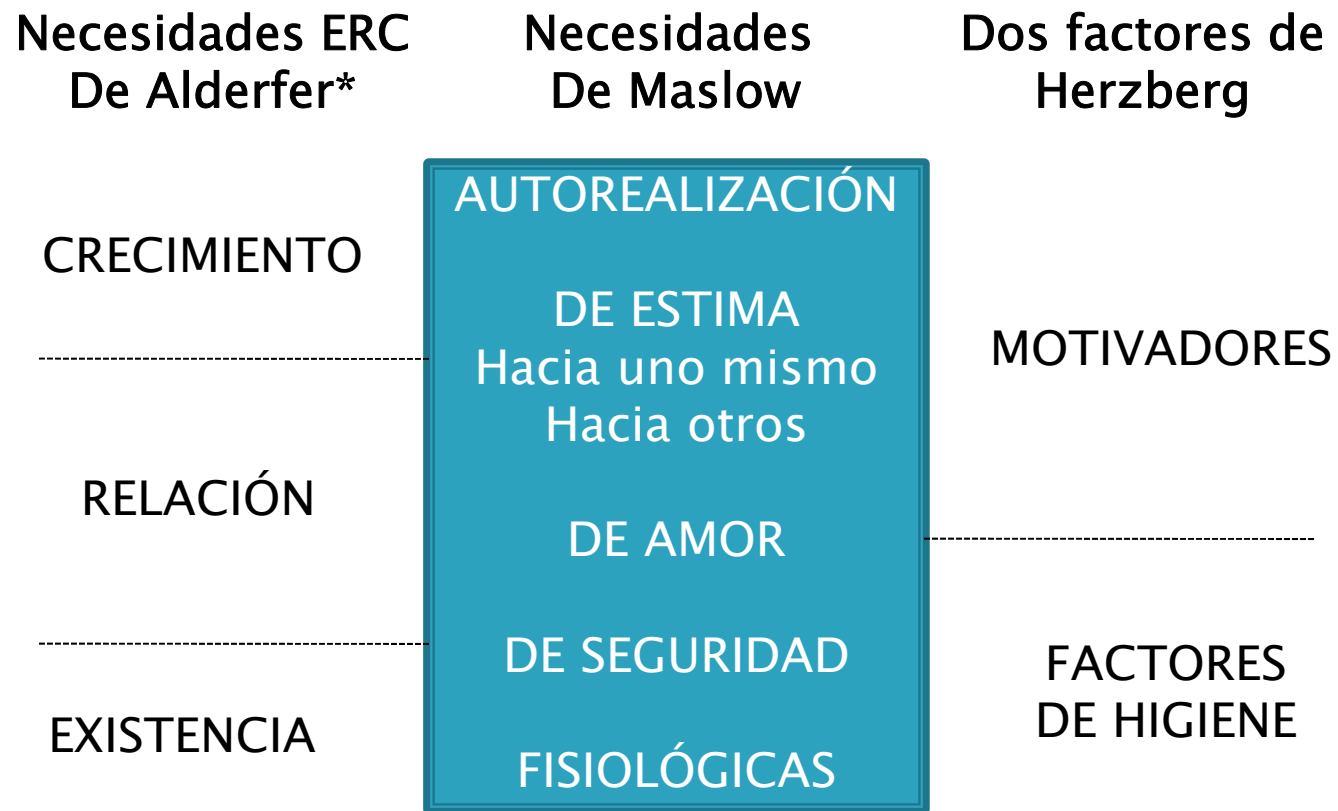 Necesidades ERC
De Alderfer*
Necesidades
De Maslow
Dos factores de
Herzberg
CRECIMIENTO
RELACIÓN
EXISTENCIA
AUTOREALIZACIÓN
DE ESTIMA
Hacia uno mismo
Hacia otros
DE AMOR
DE SEGURIDAD
FISIOLÓGICAS
MOTIVADORES
FACTORES
DE HIGIENE